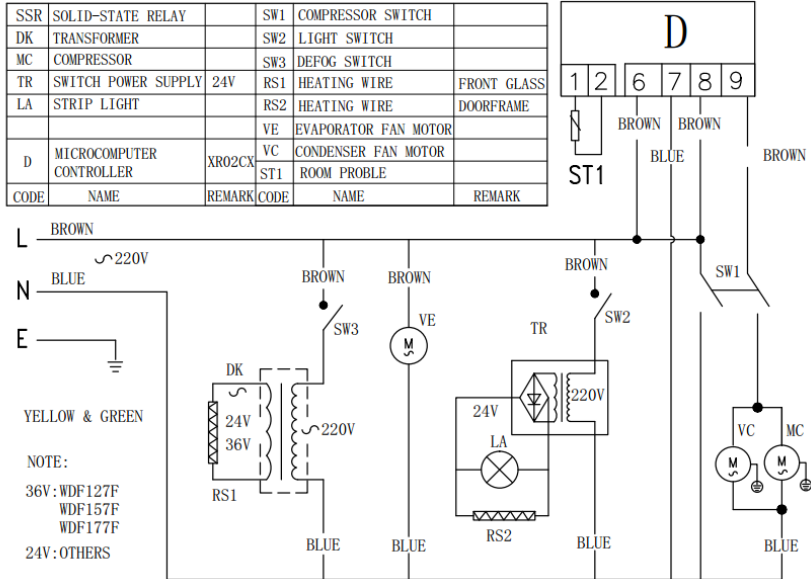 SSR SOLID-STATE RELAY SW1 COMPRESSOR SWITCH
DK TRANSFORMER SW2 LIGHT SWITCH
MC COMPRESSOR SW3 DEFOG SWITCH
TR SWITCH POWER SUPPLY 24V RS1 HEATING WIRE FRONT GLASS
LA STRIP LIGHT RS2 HEATING WIRE DOORFRAME
VE EVAPORATOR FAN MOTOR
D MICROCOMPUTER CONTROLLER XR02CX VC CONDENSER FAN MOTOR
ST1 ROOM PROBLE
CODE NAME REMARK CODE NAME REMARK
D
1 2 6 7 8 9
BROWN BROWN
BLUE BROWN
ST1
L BROWN
220V
N BLUE
E
BROWN BROWN BROWN SW1
SW3 VE TR SW2
M
DK
24V 220V
36V
RS1
24V 220V
LA
RS2
VC MC
M M
YELLOW & GREEN
NOTE:
36V:WDF127F
WDF157F
WDF177F
24V:OTHERS
BLUE BLUE BLUE BLUE